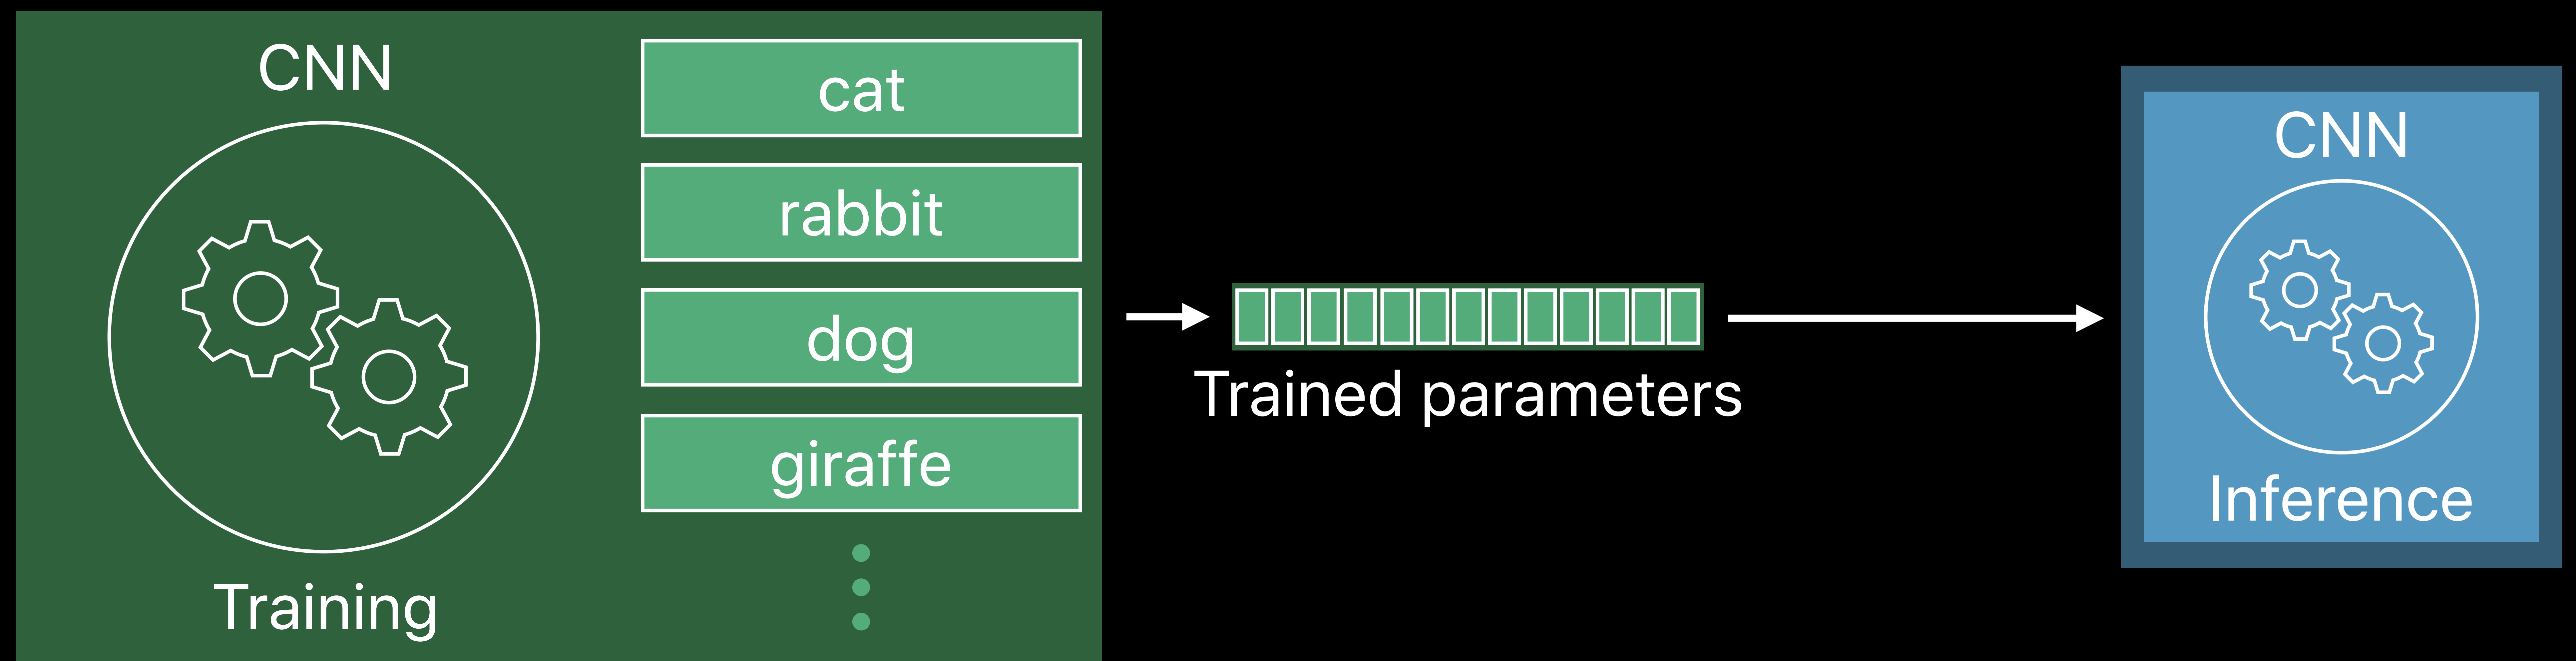 CNN
Training
cat
rabbit
dog
giraffe
Trained parameters
CNN
Inference